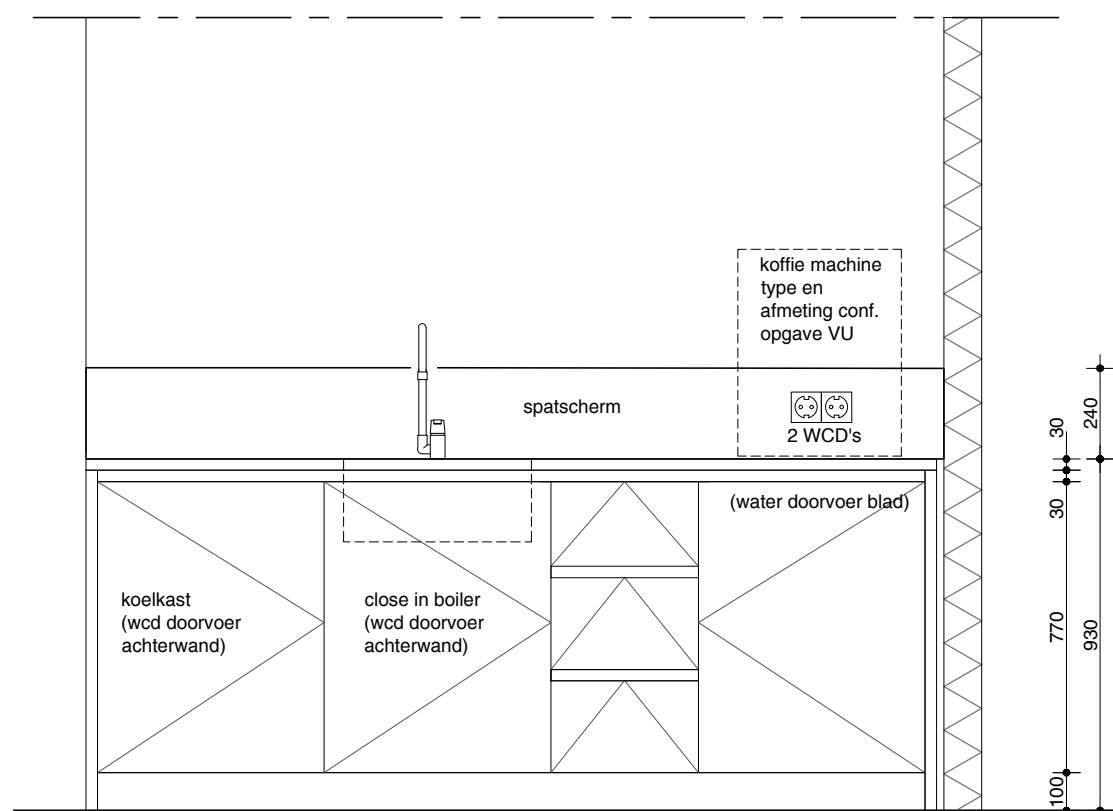 koffie machine
type en
afmeting conf.
opgave VU
spatscherm
2 WCD's
(water doorvoer blad)
koelkast
(wcd doorvoer
achterwand)
close in boiler
(wcd doorvoer
achterwand)
30
240
30
770
930
100